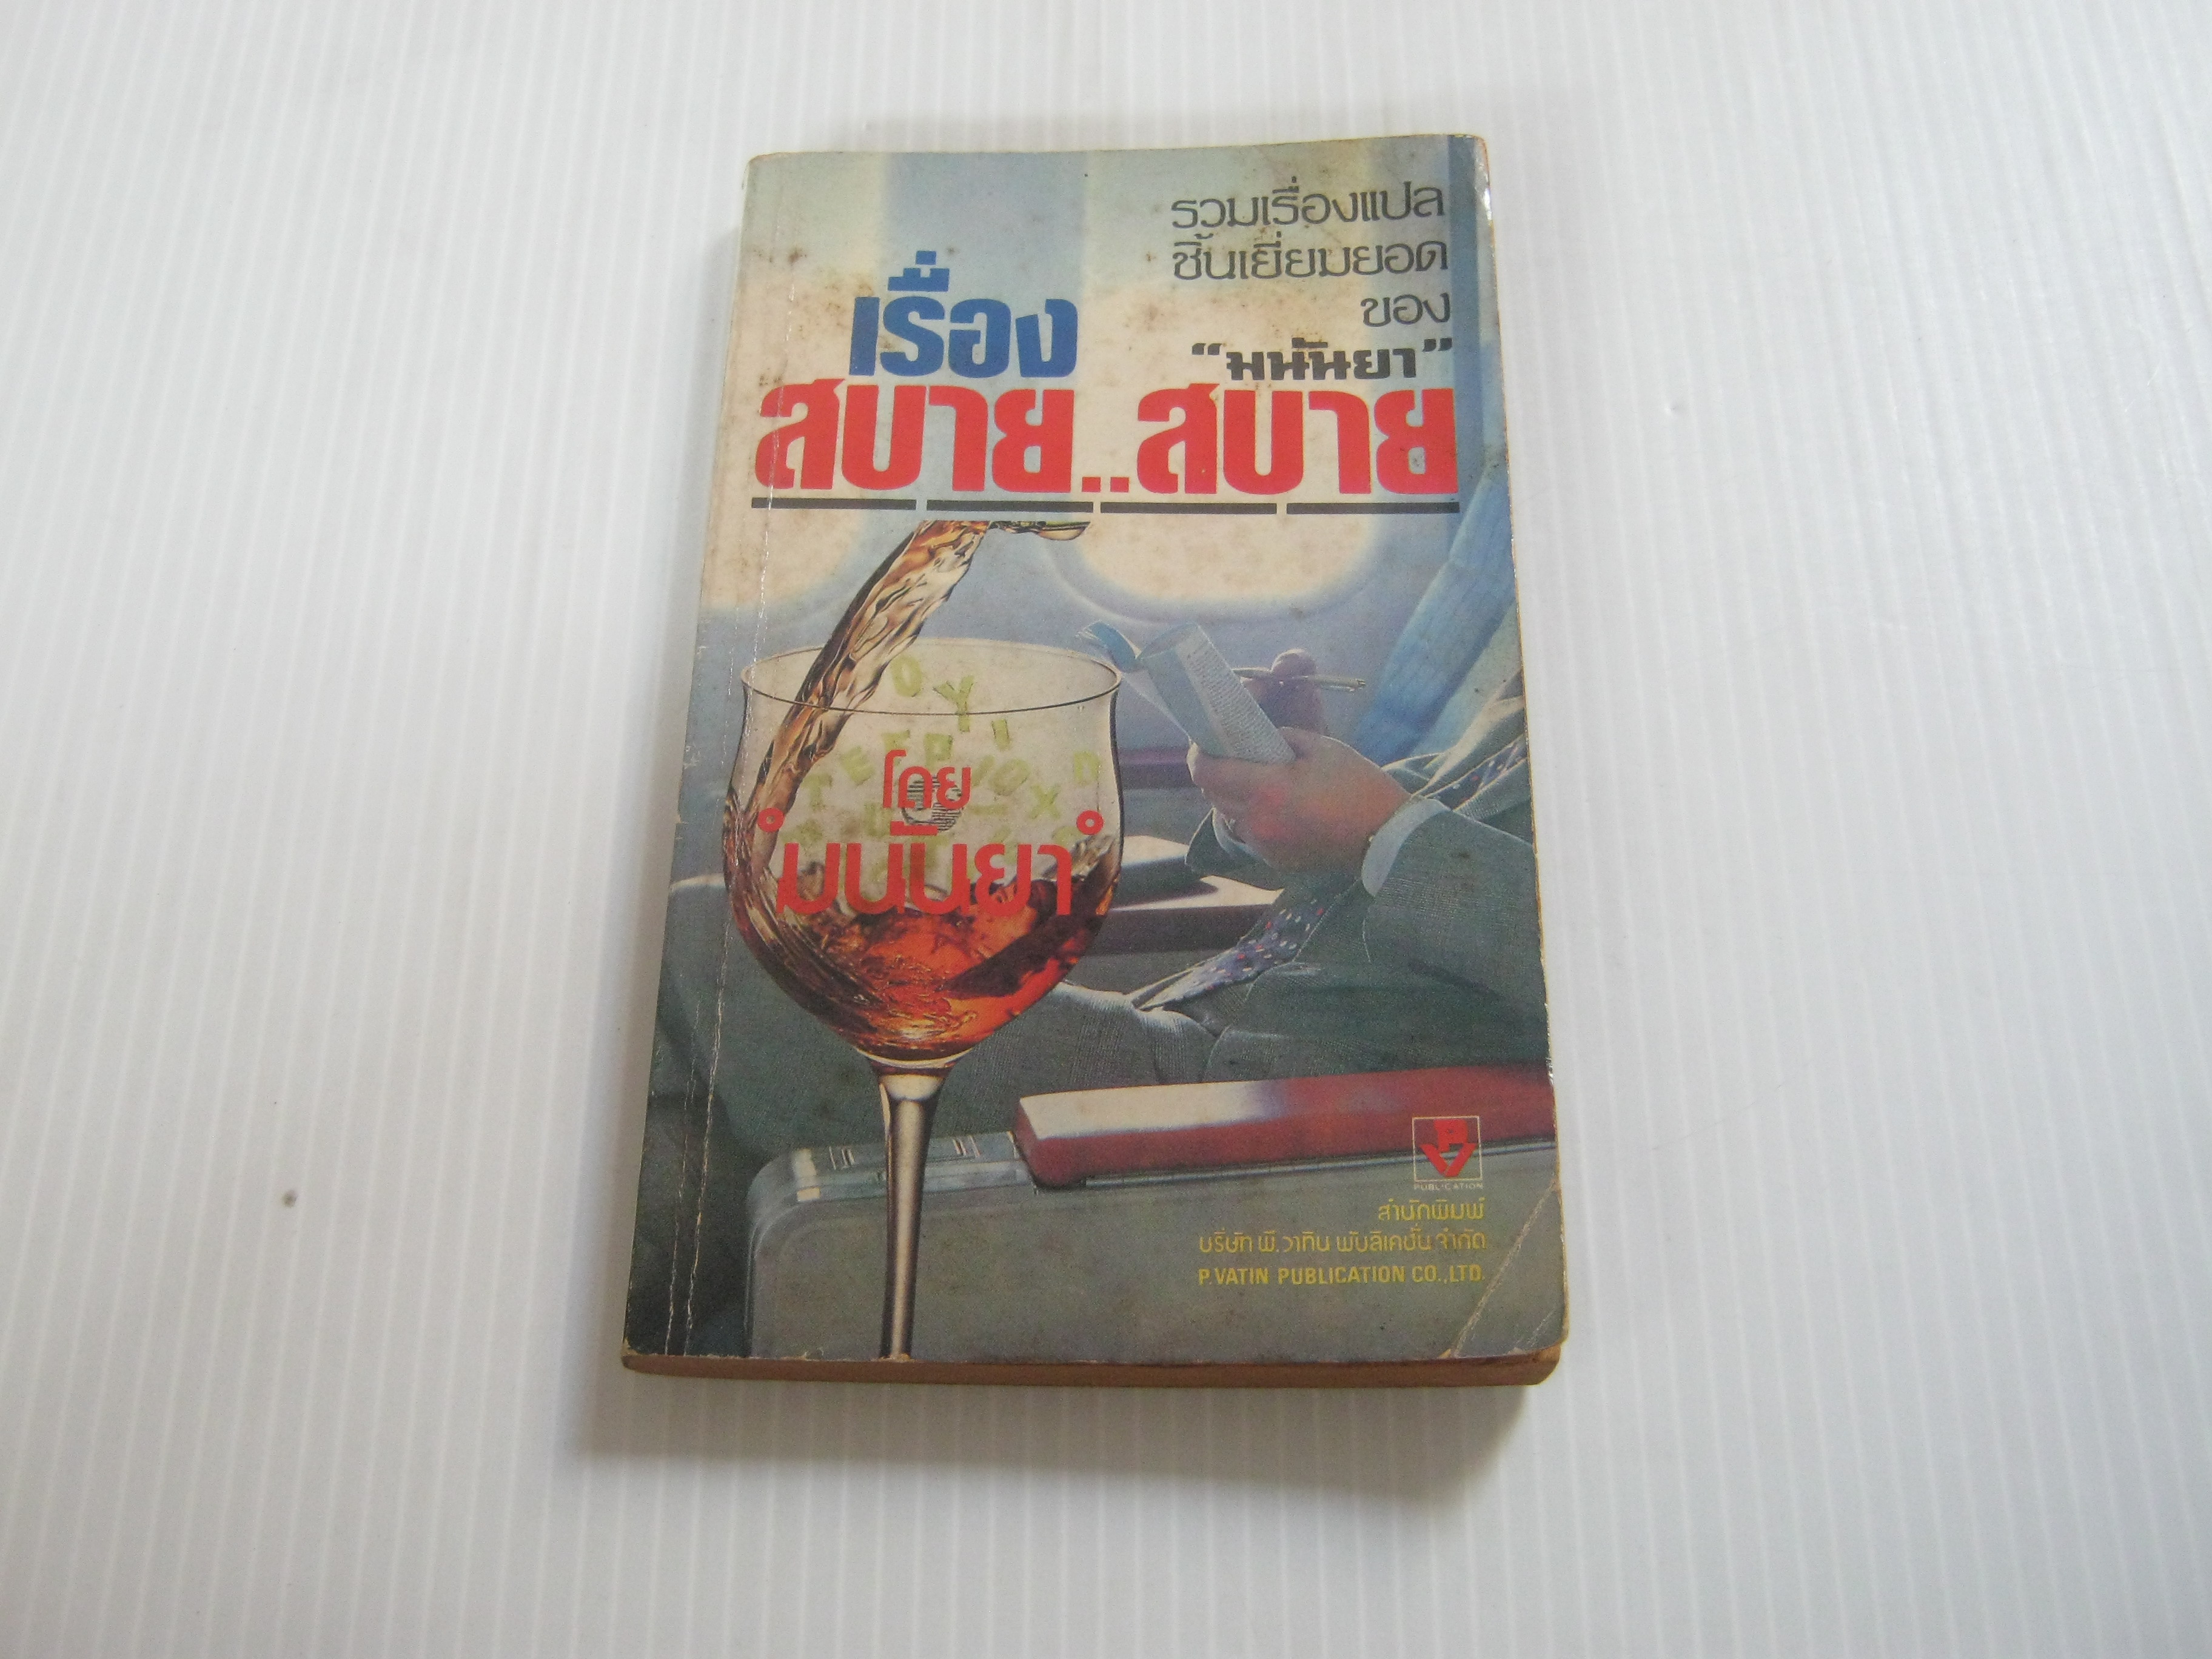 รวมเรื่องแปล
ชิ้นเยี่ยมยอด
ของ
“มนันยา”
เรื่อง
สบาย..สบาย
โดย
มนันยา
PV
PUBLICATION
สำนักพิมพ์
บริษัท พี.วาทิน พับลิเคชั่น จำกัด
P.VATIN PUBLICATION CO.,LTD.